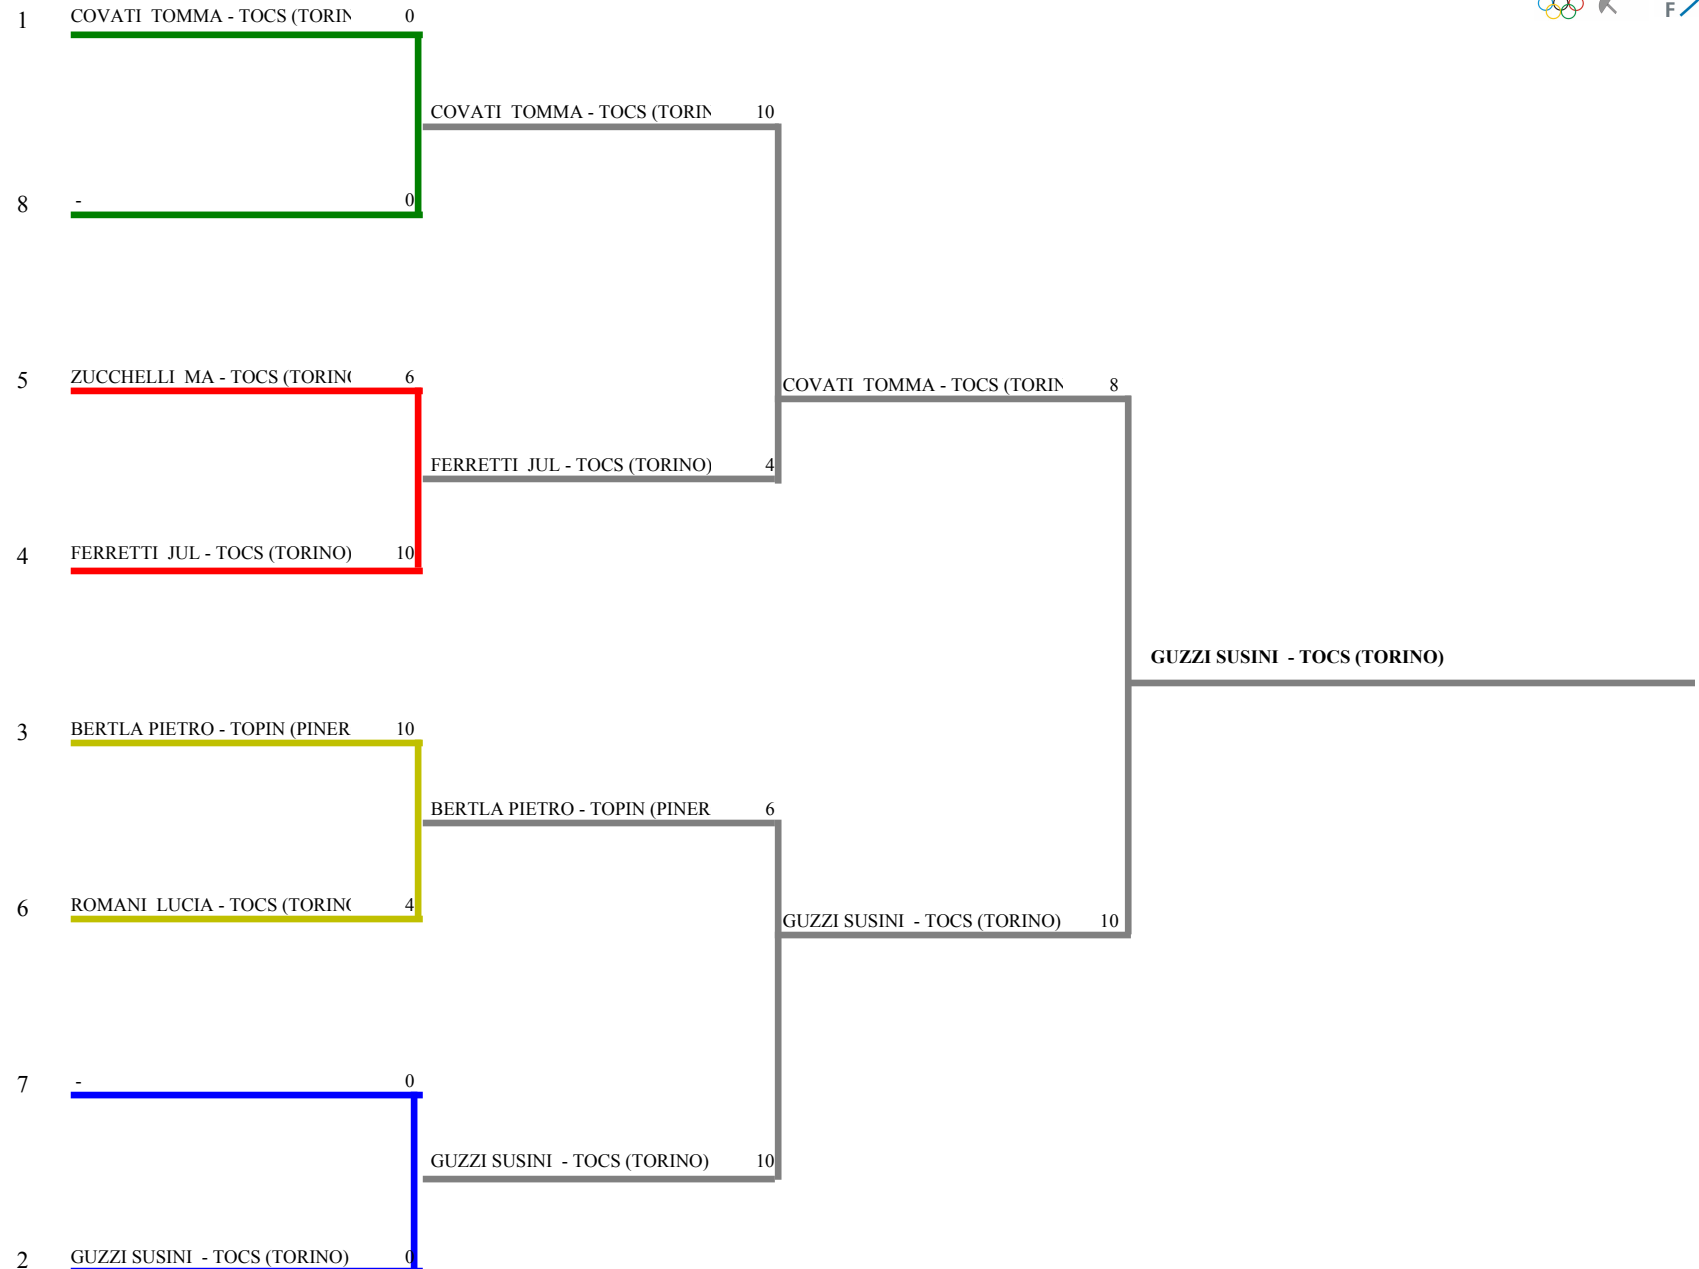 1 COVATI TOMMA - TOCS (TORIN 0
F
COVATI TOMMA - TOCS (TORIN 10
8 - 0
5 ZUCCHELLI MA - TOCS (TORIN 6
COVATI TOMMA - TOCS (TORIN 8
FERRETTI JUL - TOCS (TORINO) 4
4 FERRETTI JUL - TOCS (TORINO) 10
GUZZI SUSINI - TOCS (TORINO)
3 BERTLA PIETRO - TOPIN (PINER 10
BERTLA PIETRO - TOPIN (PINER 6
6 ROMANI LUCIA - TOCS (TORIN 4
GUZZI SUSINI - TOCS (TORINO) 10
7 - 0
GUZZI SUSINI - TOCS (TORINO) 10
2 GUZZI SUSINI - TOCS (TORINO) 0